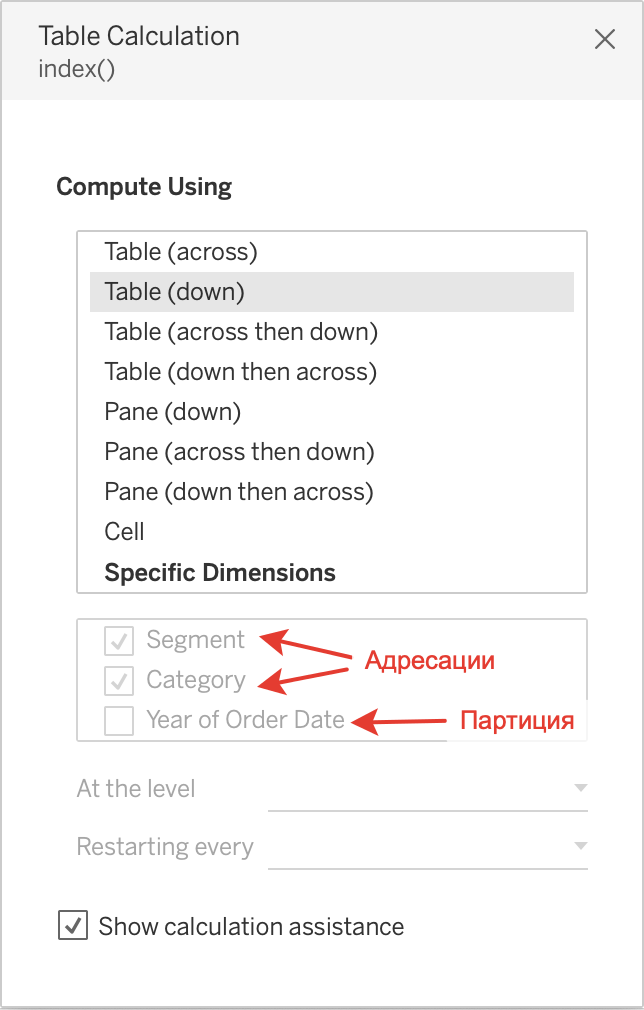 Table Calculation
index()
Compute Using
Table (across)
Table (down)
Table (across then down)
Table (down then across)
Pane (down)
Pane (across then down)
Pane (down then across)
Cell
Specific Dimensions
Segment
Адресации
Category
Year of Order Date
Партиция
At the level
Restarting every
Show calculation assistance